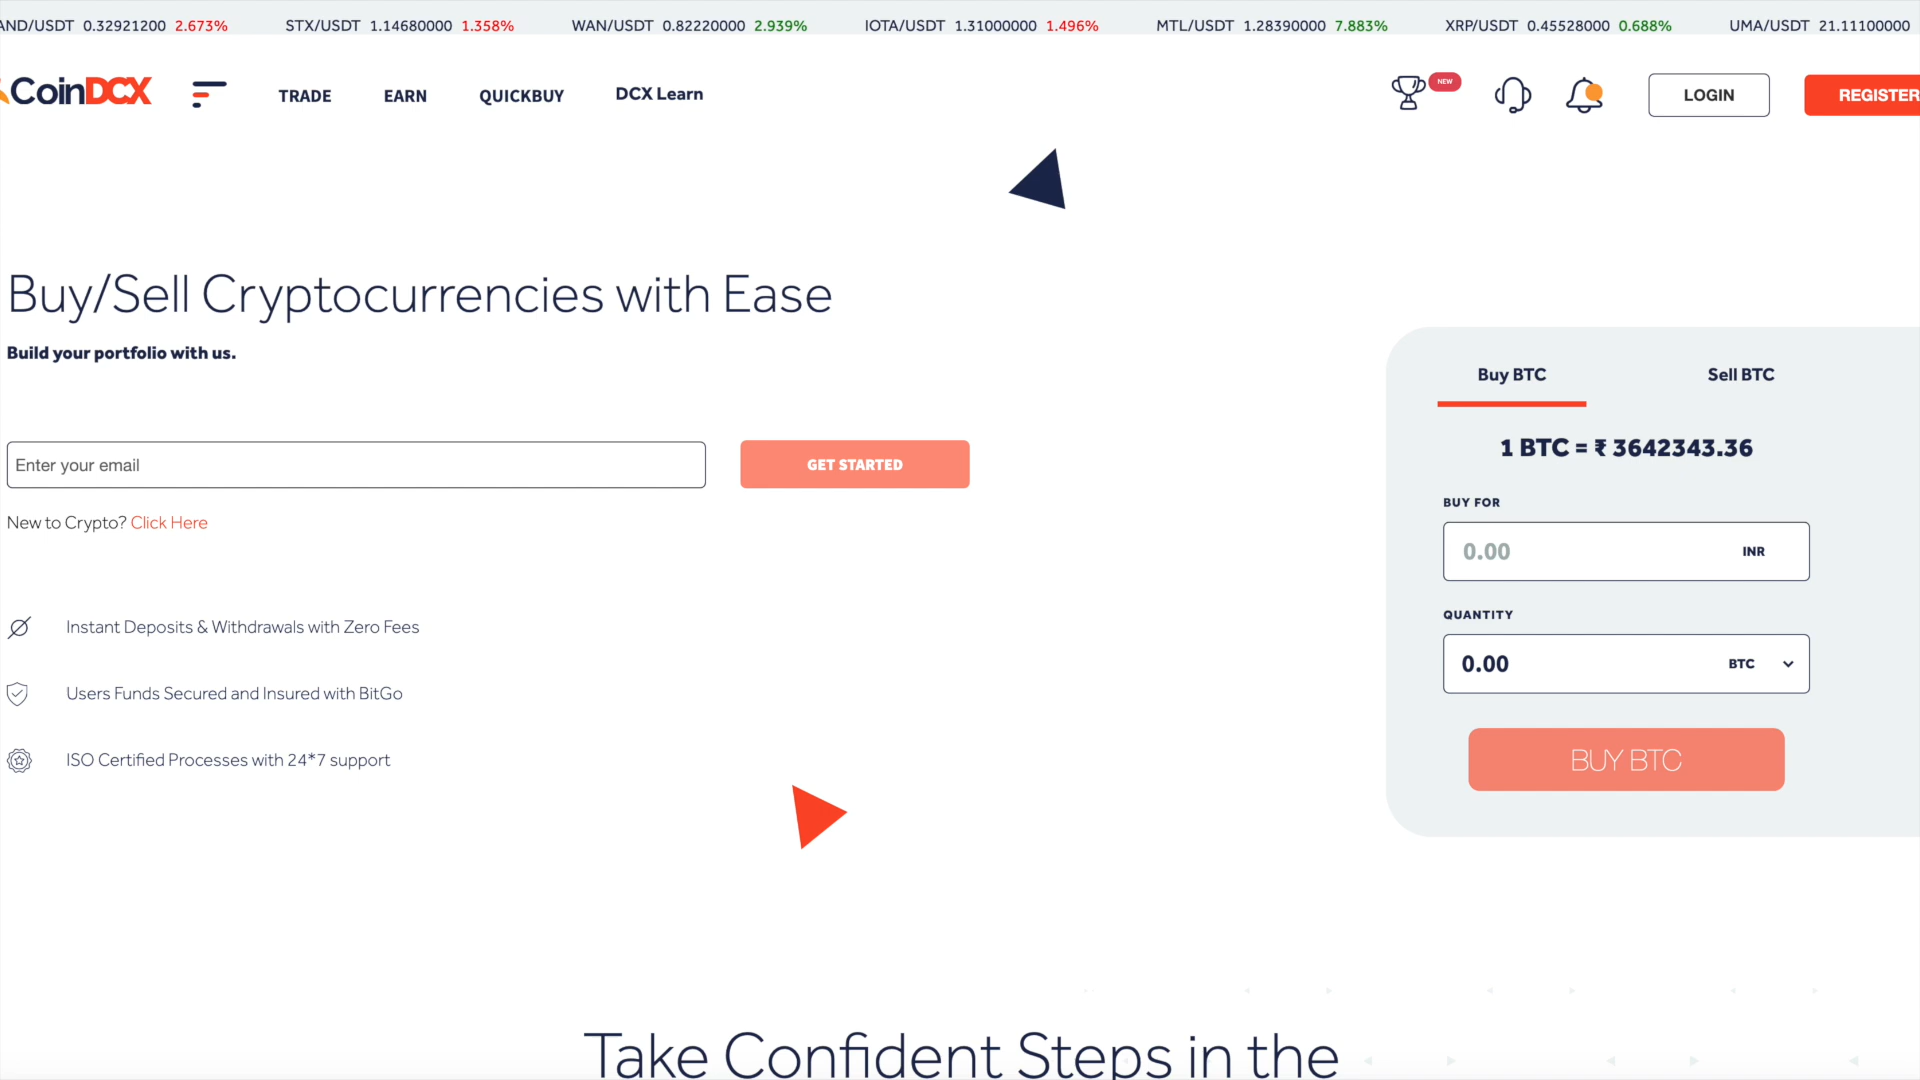 AND/USDT 0.32921200 2.673% STX/USDT 1.14680000 1.358% WAN/USDT 0.82220000 2.939% IOTA/USDT 1.31000000 1.496% MTL/USDT 1.28390000 7.883% XRP/USDT 0.45528000 0.688% UMA/USDT 21.11100000
CoinDCX TRADE EARN QUICKBUY DCX Learn NEW LOGIN REGISTER
Buy/Sell Cryptocurrencies with Ease
Build your portfolio with us.
Enter your email GET STARTED
New to Crypto? Click Here
Instant Deposits & Withdrawals with Zero Fees
Users Funds Secured and Insured with BitGo
ISO Certified Processes with 24*7 support
Buy BTC Sell BTC
1 BTC = ₹ 3642343.36
BUY FOR
0.00 INR
QUANTITY
0.00 BTC
BUY BTC
Take Confident Steps in the